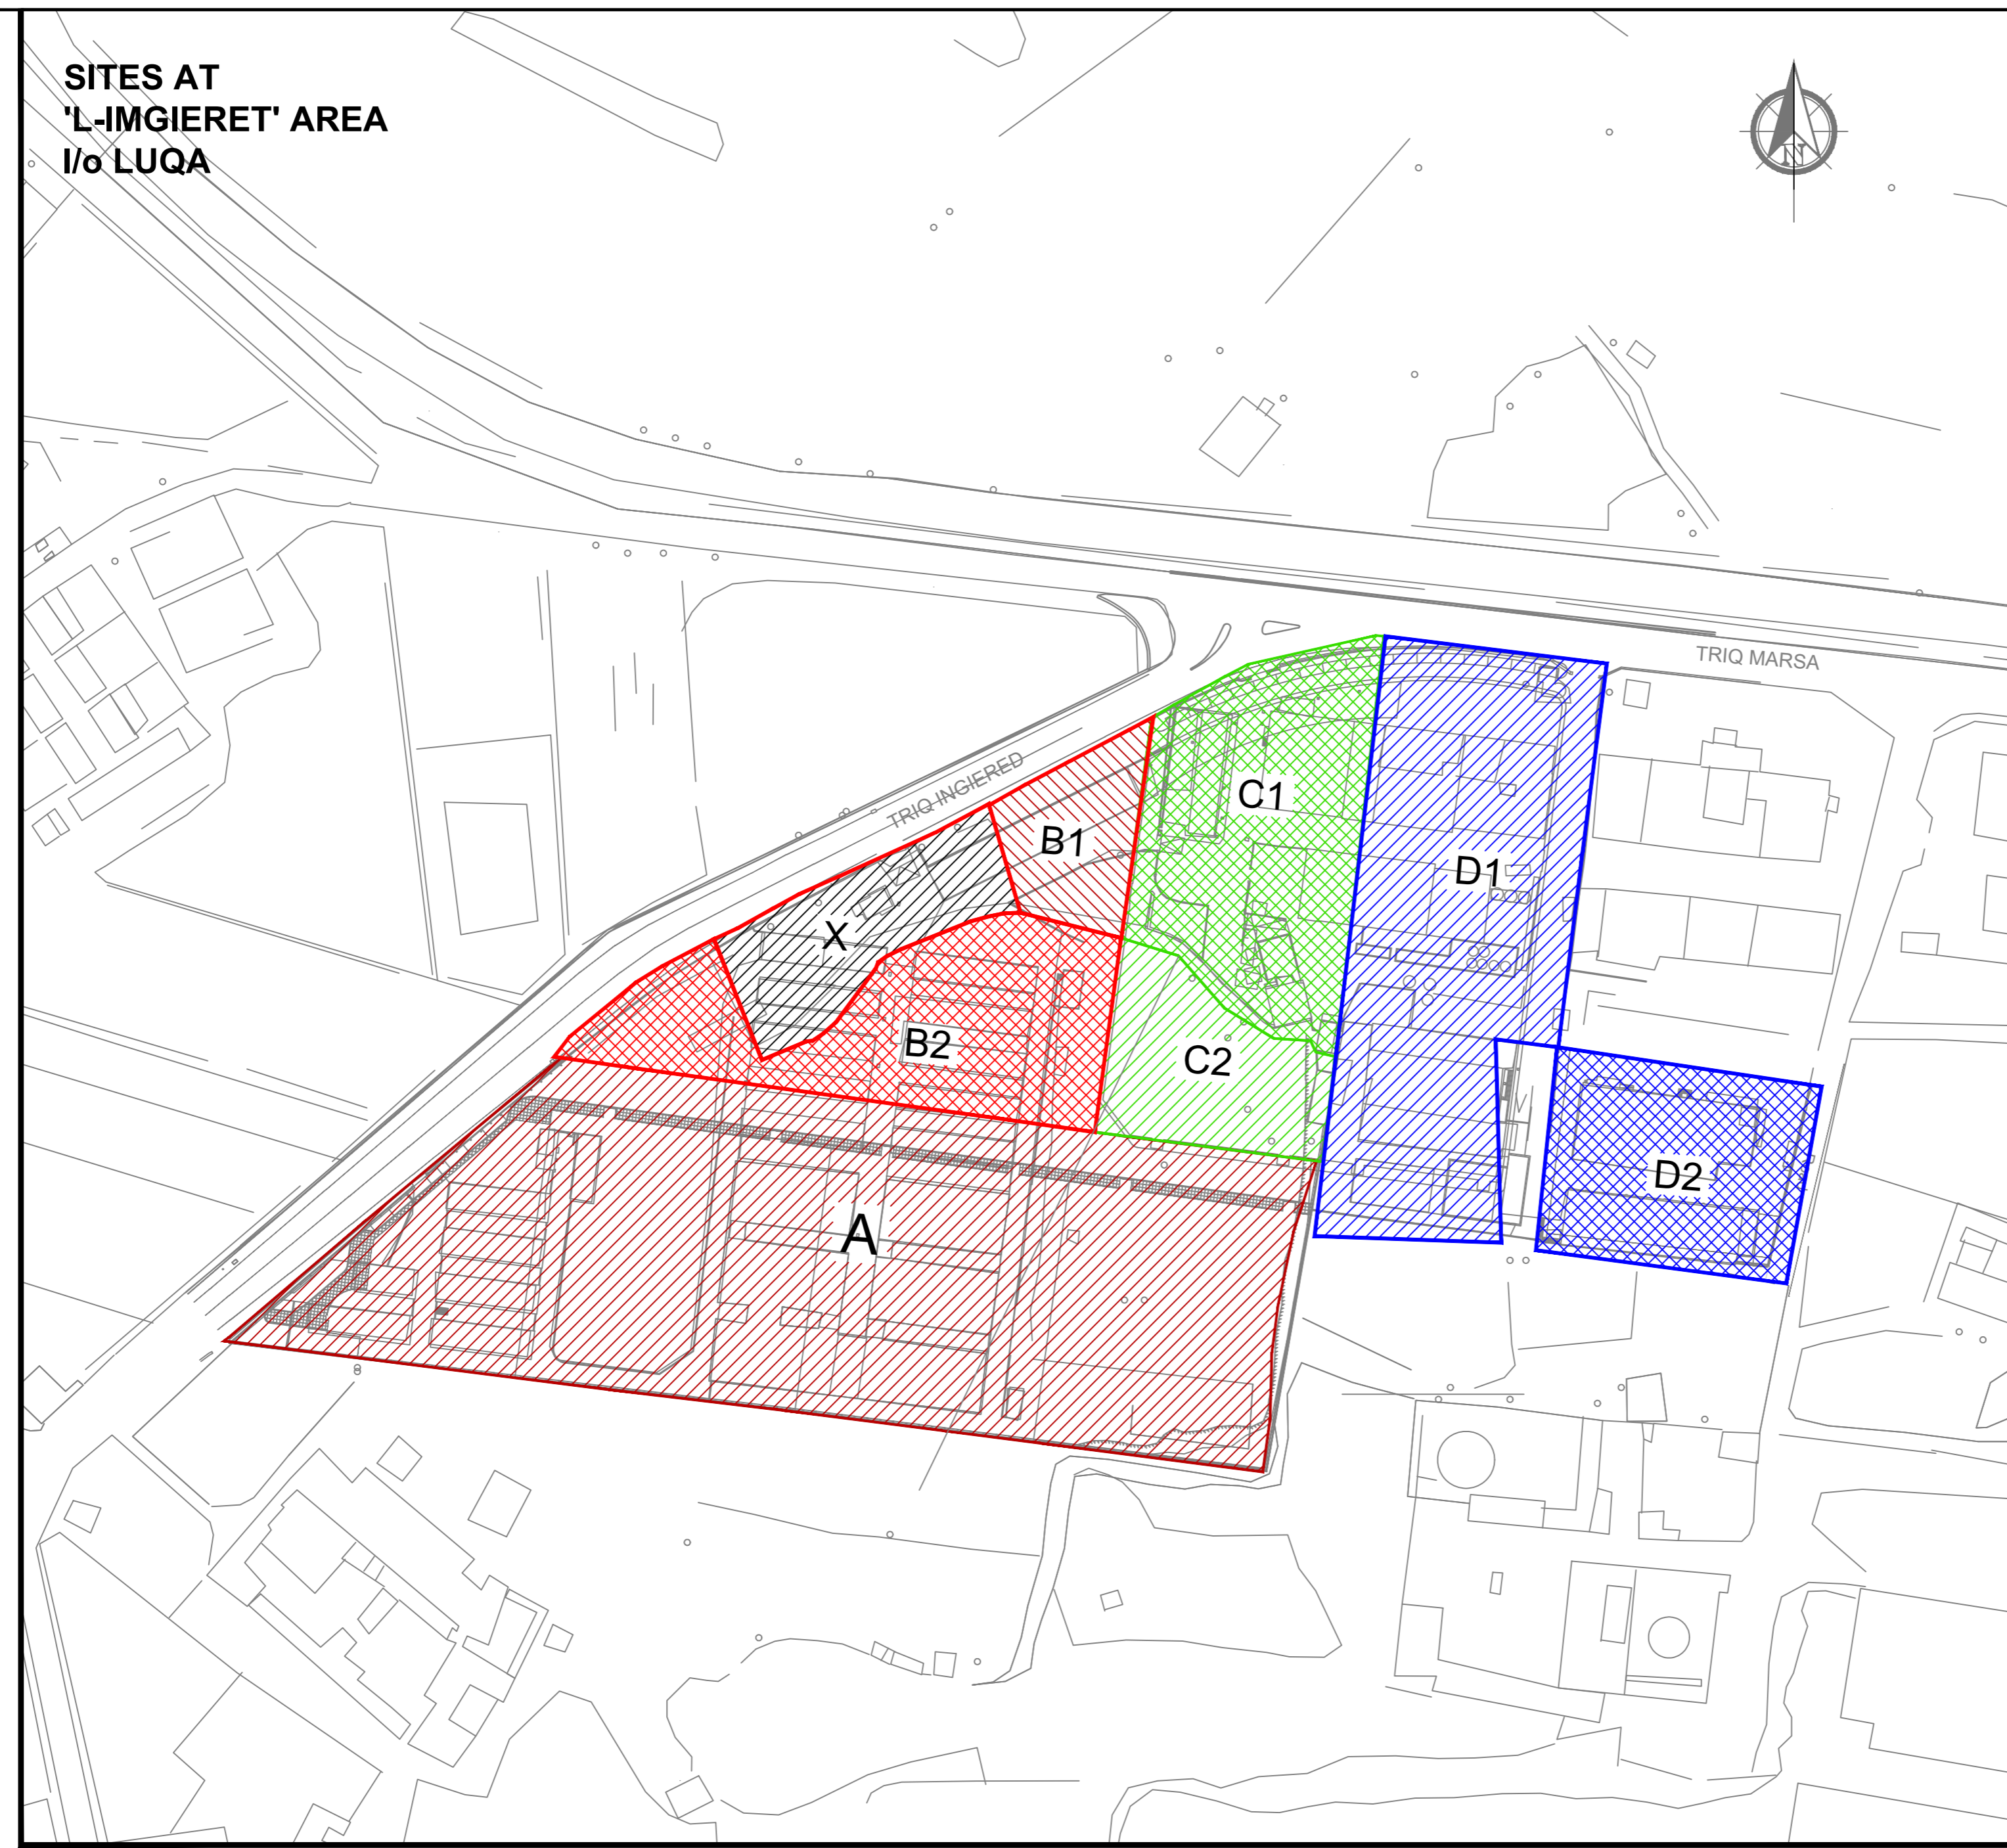 SITES AT
'L-IMGIERET' AREA
I/o LUQA
N
TRIQ MARSA
TRIQ INGIERED
C1
B1
D1
X
B2
C2
D2
A